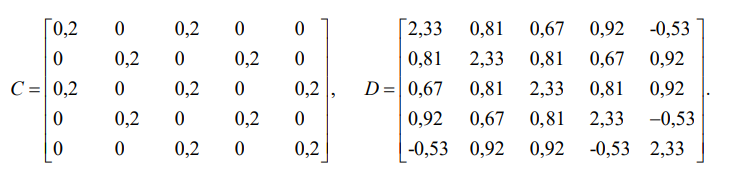 0,2 0 0,2 0 0 2,33 0,81 0,67 0,92 -0,53
0 0,2 0 0,2 0 0,81 2,33 0,81 0,67 0,92
C = 0,2 0 0,2 0 0,2 , D = 0,67 0,81 2,33 0,81 0,92 .
0 0,2 0 0,2 0 0,92 0,67 0,81 2,33 −0,53
0 0 0,2 0 0,2 -0,53 0,92 0,92 -0,53 2,33